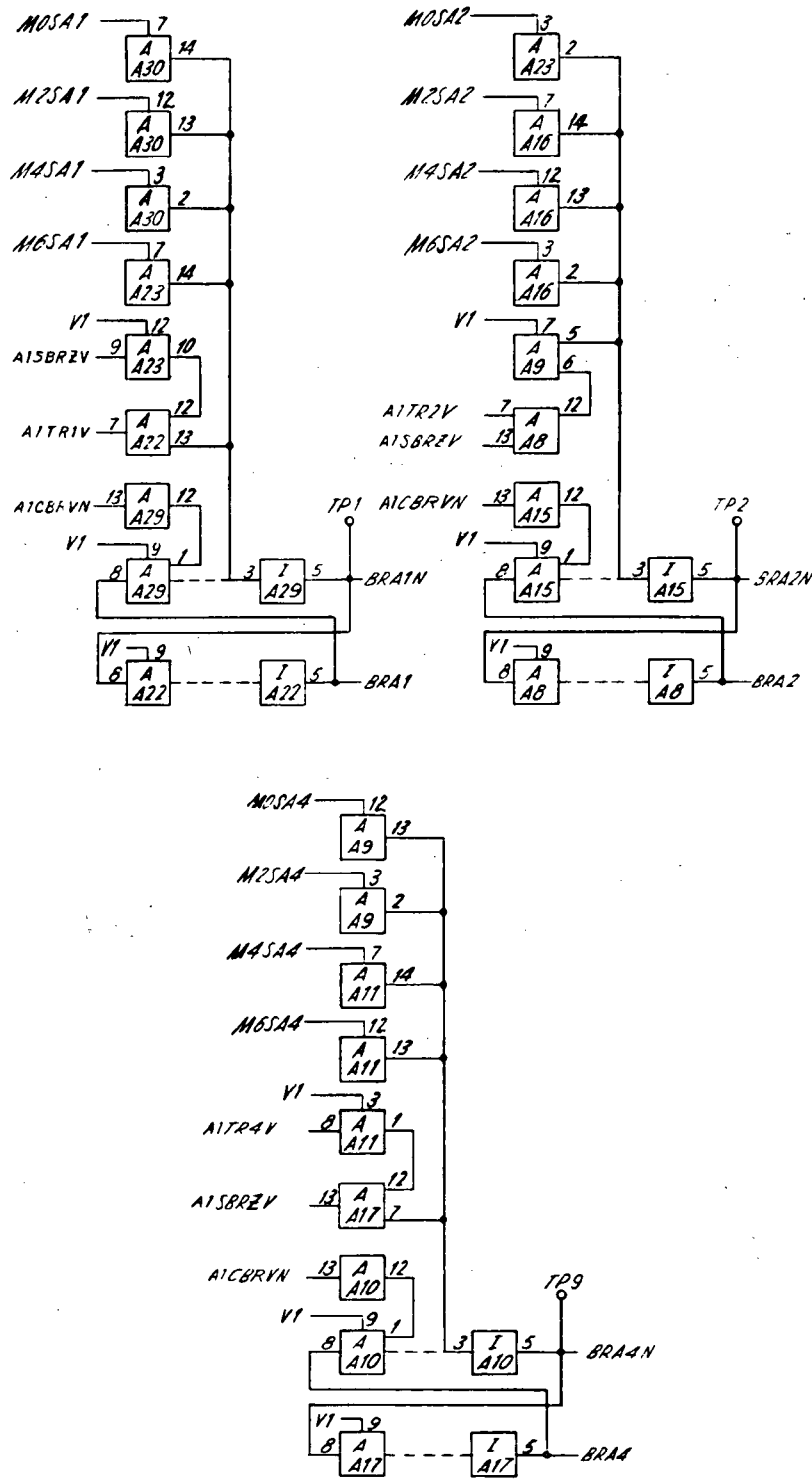 M0SA1 7
A 14
A30
M2SA1 12
A 13
A30
M4SA1 3
A 2
A30
M6SA1 7
A 14
A23
V1 12
A1SBRZV 9 A 10
A23
12
A1TR1V 7 A
A22 13
A1CBRVN 13 A 12
A29
TP1
V1 9
8 A 1 3 I 5 BRA1N
A29 A29
V1 9
6 A I 5 BRA1
A22 A22
M0SA2 3
A 2
A23
M2SA2 7
A 14
A16
M4SA2 12
A 13
A16
M6SA2 3
A 2
A16
V1 7
A 5
A9 6
A1TR2V 7 A 12
A1SBRZV 13 A8
A1CBRVN 13 A 12
A15
TP2
V1 9
8 A 1 3 I 5 SRA2N
A15 A15
V1 9
8 A I 5 BRA2
A8 A8
M0SA4 12
A 13
A9
M2SA4 3
A 2
A9
M4SA4 7
A 14
A11
M6SA4 12
A 13
A11
V1 3
A1TR4V 8 A 1
A11
12
A1SBRZV 13 A
A17 7
A1CBRVN 13 A 12
A10
TP9
V1 9
8 A 1 3 I 5 BRA4N
A10 A10
V1 9
8 A I 5 BRA4
A17 A17